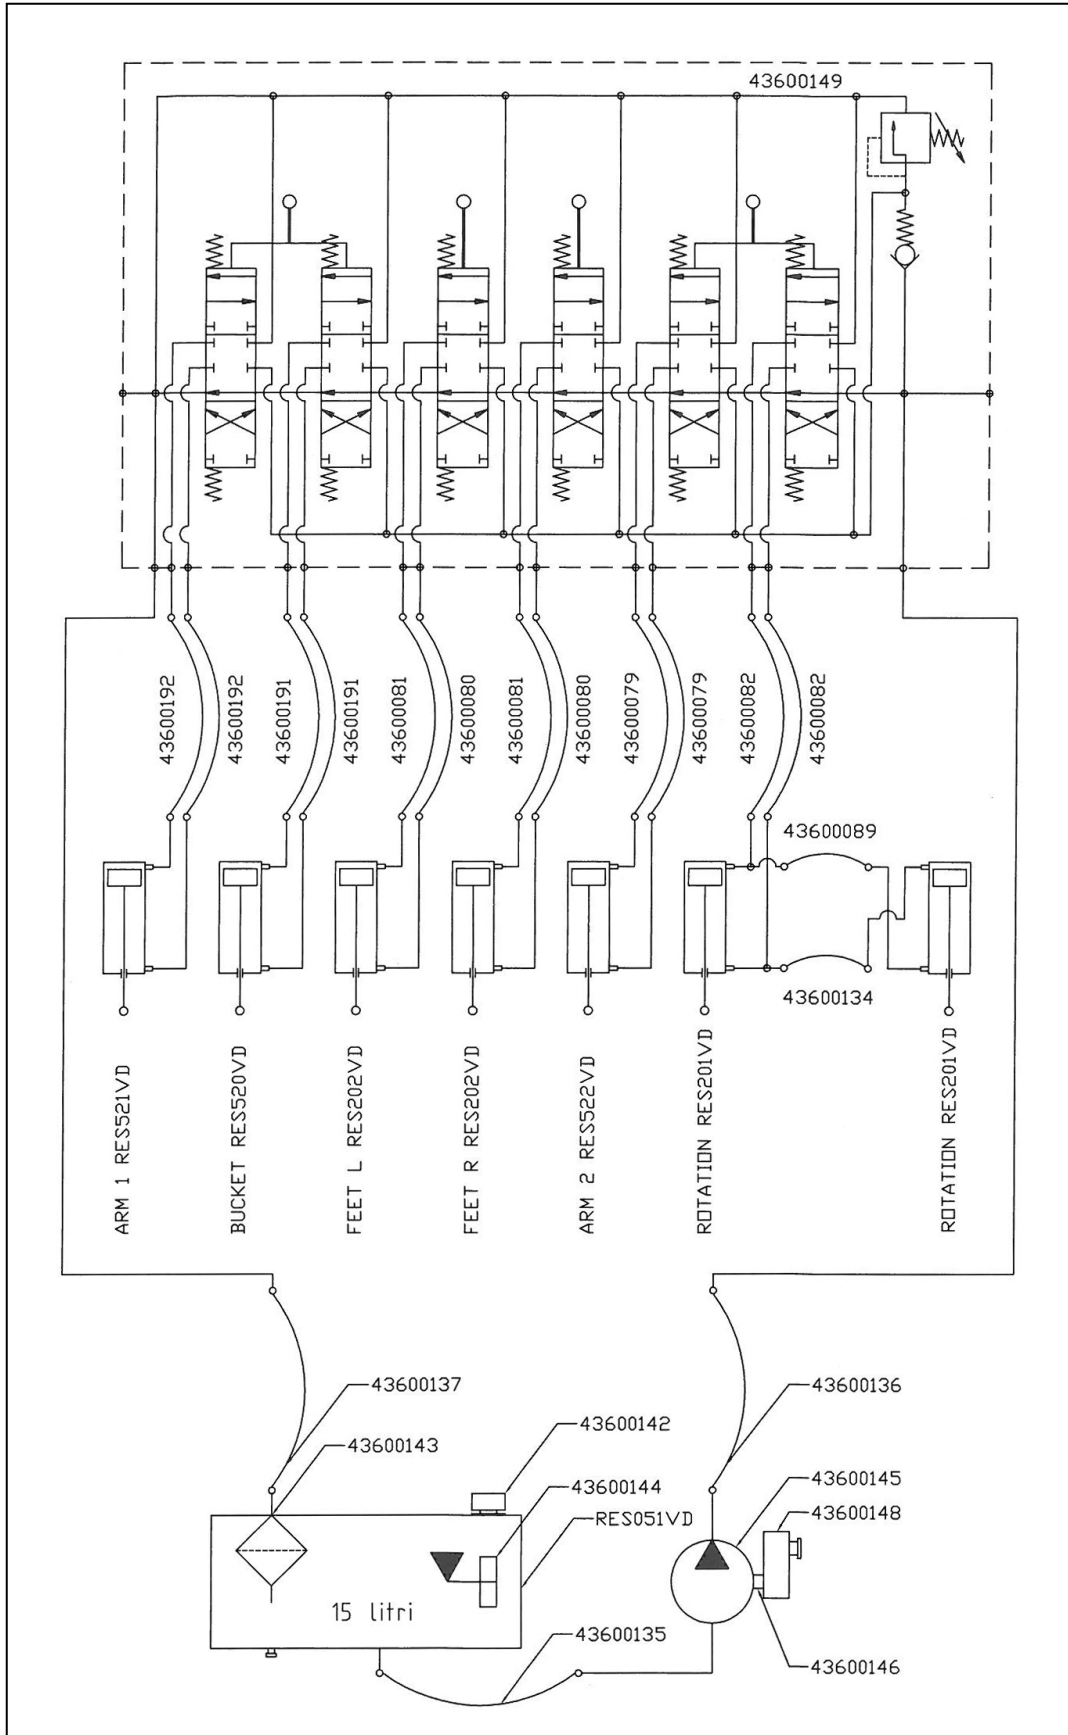 43600149
43600192
43600192
43600191
43600191
43600081
43600080
43600081
43600080
43600079
43600079
43600082
43600082
43600089
43600134
ARM 1 RES521VD
BUCKET RES520VD
FEET L RES202VD
FEET R RES202VD
ARM 2 RES522VD
ROTATION RES201VD
ROTATION RES201VD
43600137
43600136
43600142
43600143
43600145
43600144
43600148
RES051VD
15 litri
43600135
43600146